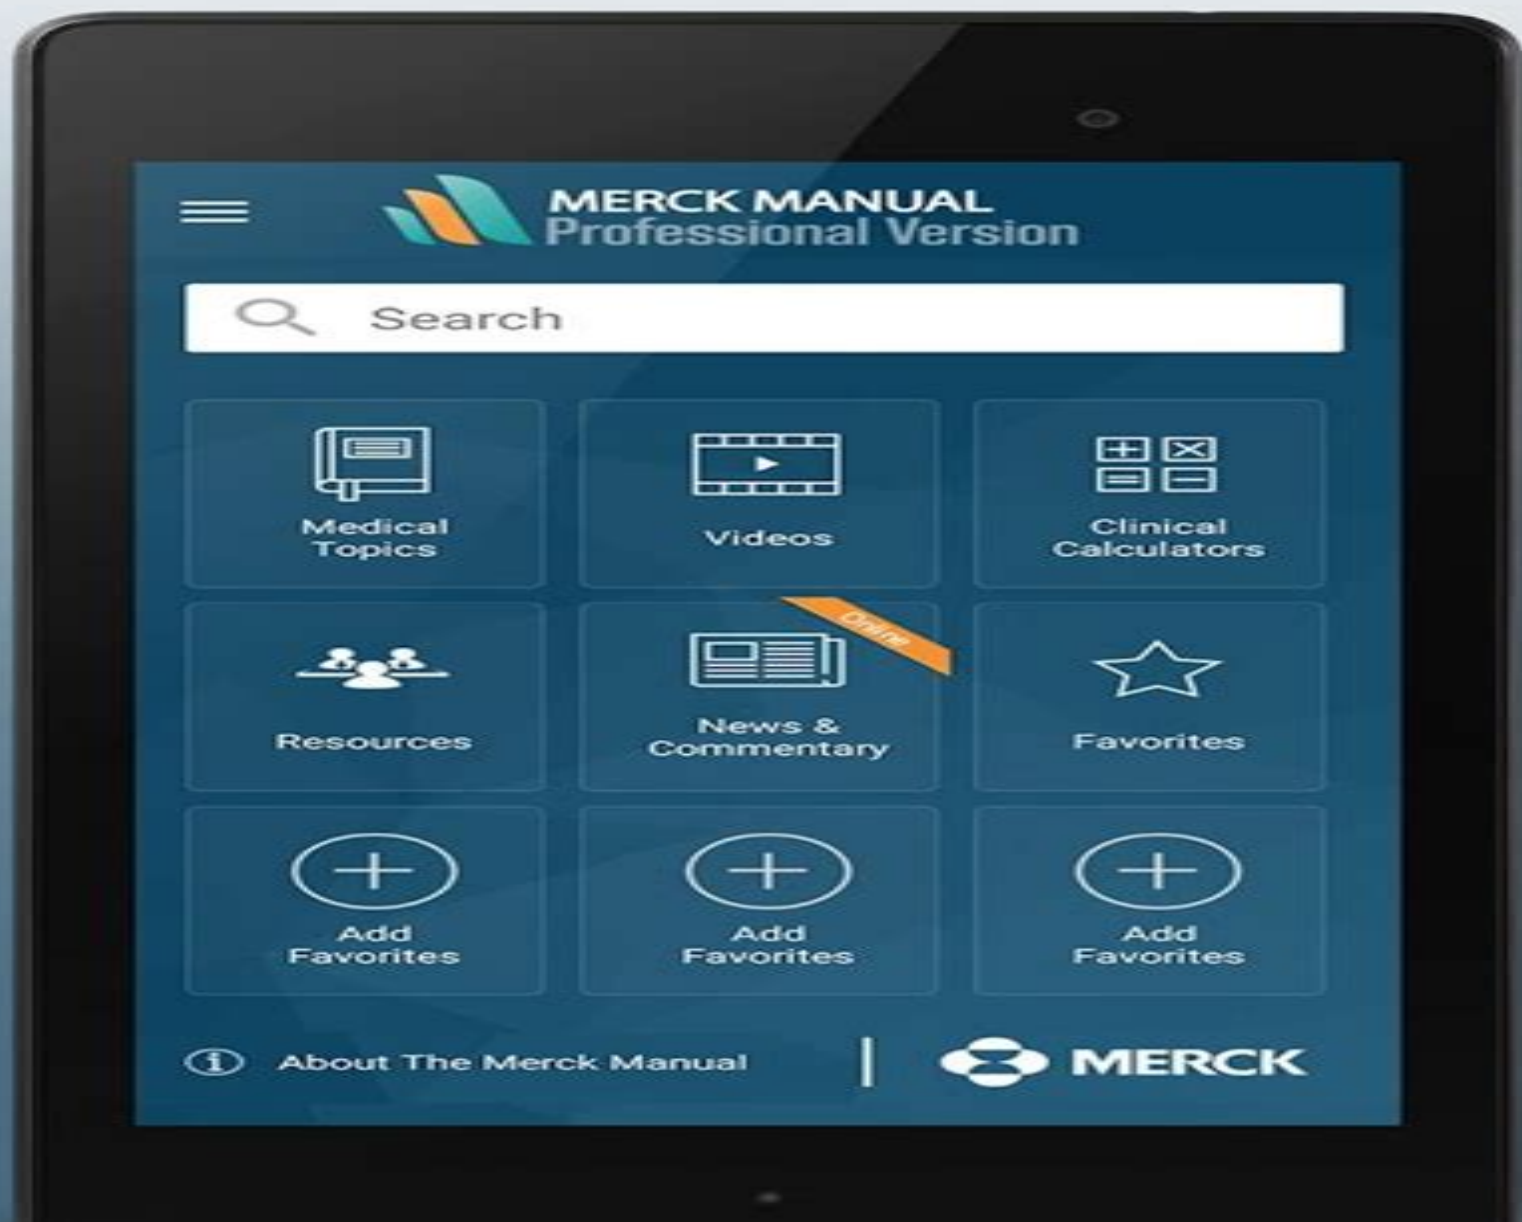 MERCK MANUAL
Professional Version
Search
Medical
Topics
Videos
Clinical
Calculators
Resources
Online
News &
Commentary
Favorites
Add
Favorites
Add
Favorites
Add
Favorites
About The Merck Manual
MERCK